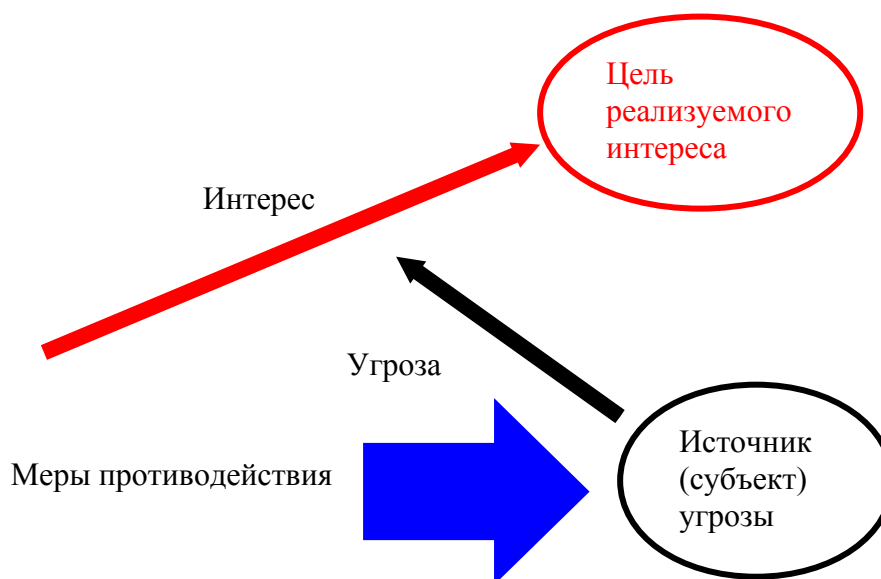 Цель
реализуемого
интереса
Интерес
Угроза
Меры противодействия
Источник
(субъект)
угрозы